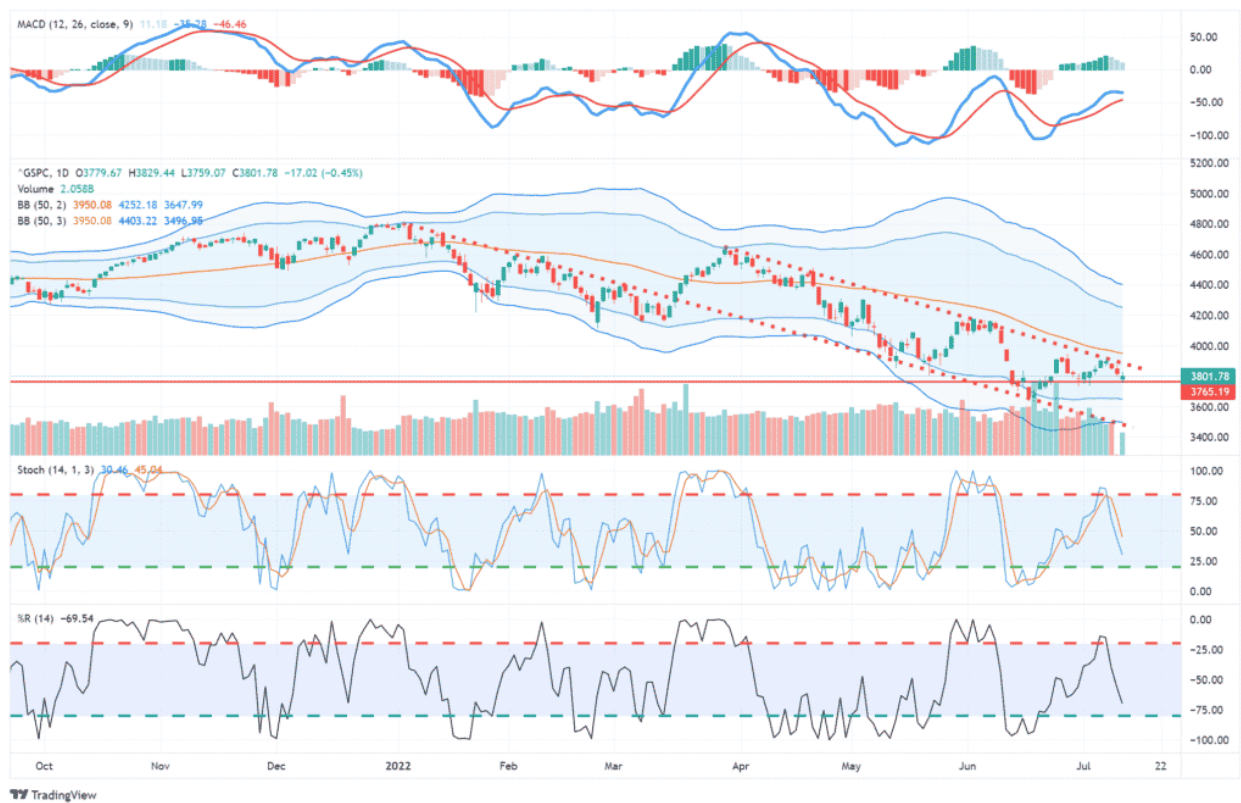 MACD (12, 26, close, 9) 11.18 −35.28 −46.46
50.00
0.00
−50.00
−100.00
5200.00
^GSPC, 1D O3779.67 H3829.44 L3759.07 C3801.78 −17.02 (−0.45%)
Volume 2.058B
5000.00
BB (50, 2) 3950.08 4252.18 3647.99
BB (50, 3) 3950.08 4403.22 3496.95
4800.00
4600.00
4400.00
4200.00
4000.00
3801.78
3765.19
3600.00
3400.00
Stoch (14, 1, 3) 30.46 45.04
100.00
75.00
50.00
25.00
0.00
%R (14) −69.54
0.00
−25.00
−50.00
−75.00
−100.00
Oct Nov Dec 2022 Feb Mar Apr May Jun Jul 22
TradingView